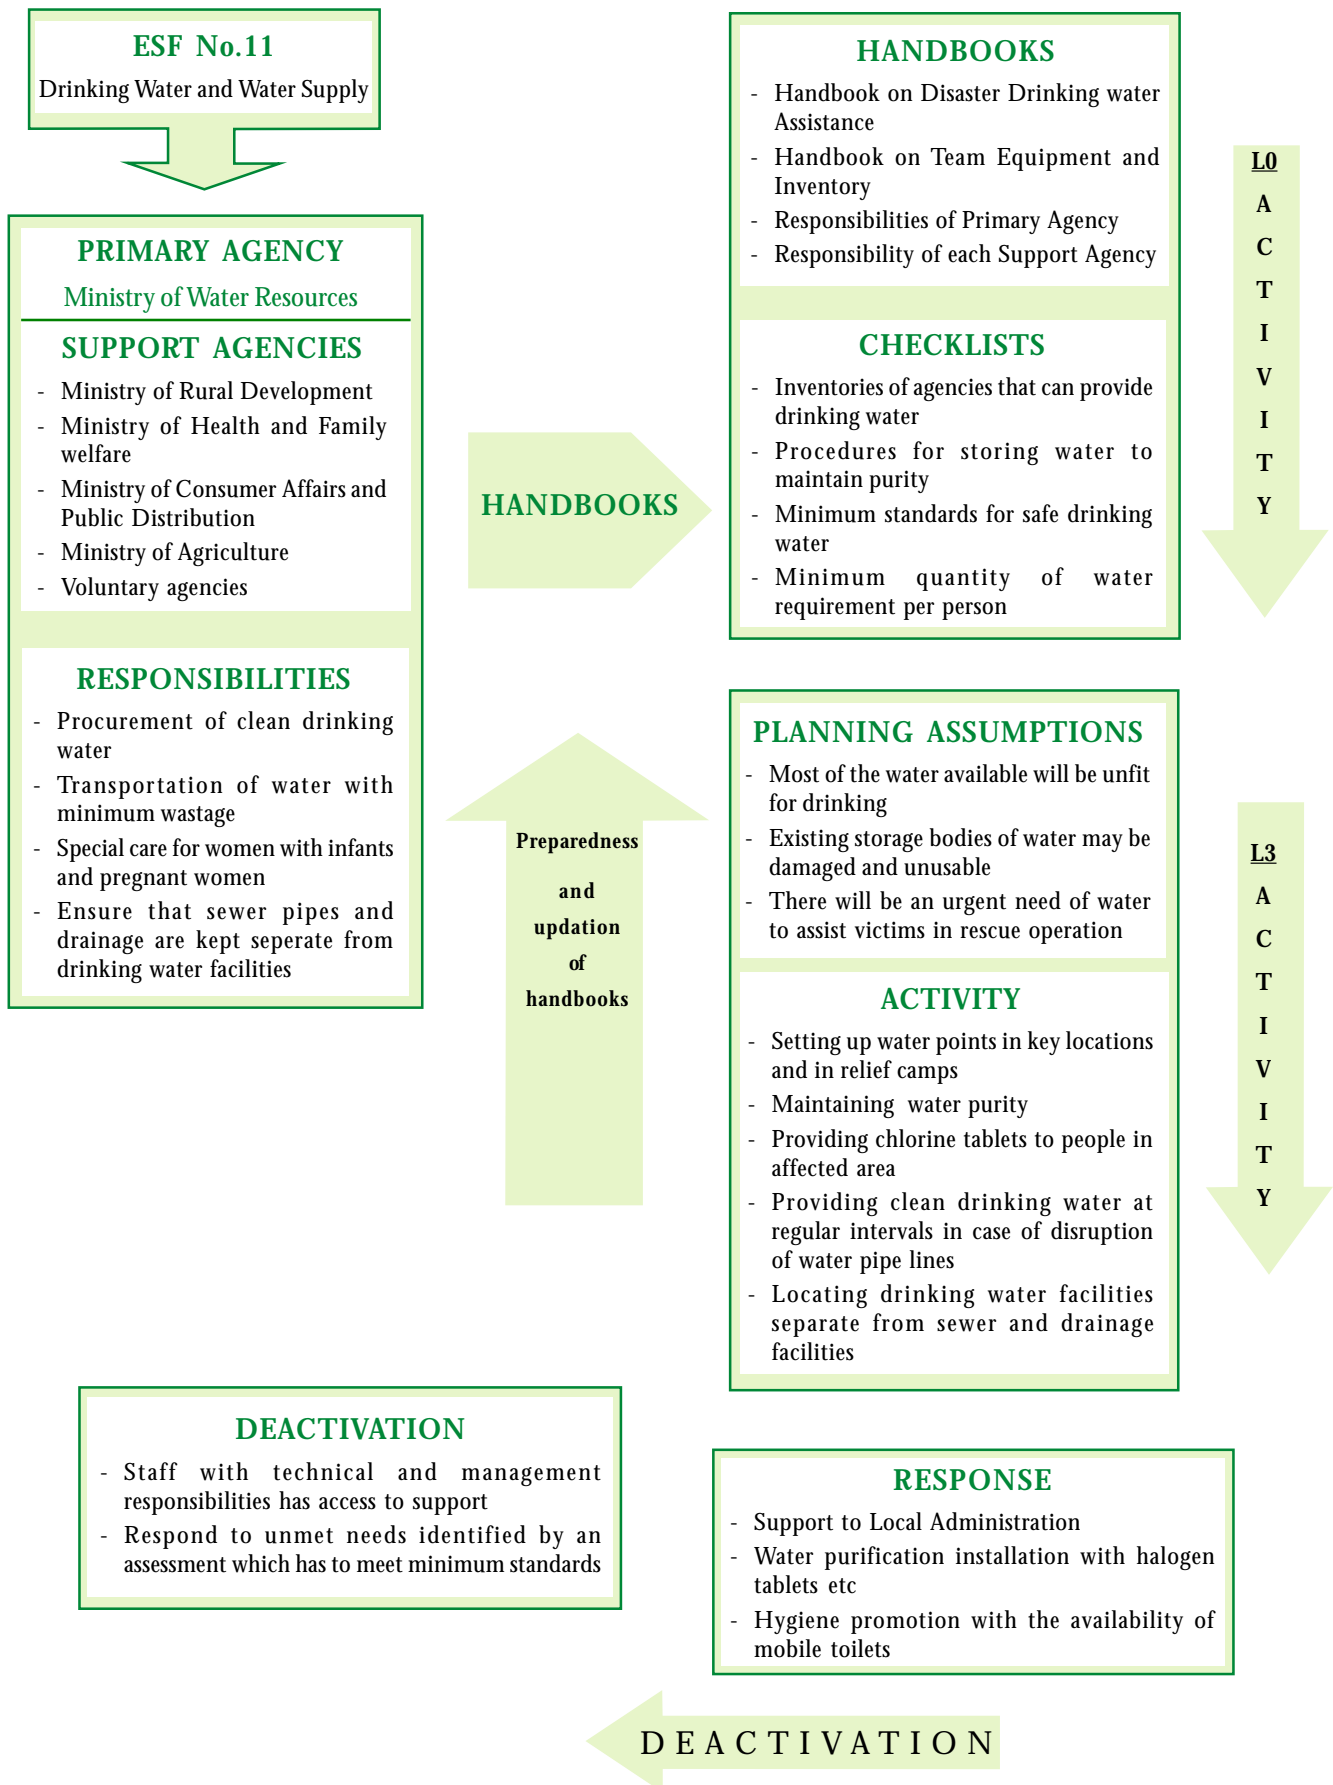 ESF No.11
Drinking Water and Water Supply
PRIMARY AGENCY
Ministry of Water Resources
SUPPORT AGENCIES
- Ministry of Rural Development
- Ministry of Health and Family
welfare
- Ministry of Consumer Affairs and
Public Distribution
- Ministry of Agriculture
- Voluntary agencies
RESPONSIBILITIES
- Procurement of clean drinking
water
- Transportation of water with
minimum wastage
- Special care for women with infants
and pregnant women
- Ensure that sewer pipes and
drainage are kept seperate from
drinking water facilities
HANDBOOKS
HANDBOOKS
- Handbook on Disaster Drinking water
Assistance
- Handbook on Team Equipment and
Inventory
- Responsibilities of Primary Agency
- Responsibility of each Support Agency
CHECKLISTS
- Inventories of agencies that can provide
drinking water
- Procedures for storing water to
maintain purity
- Minimum standards for safe drinking
water
- Minimum quantity of water
requirement per person
L0
A
C
T
I
V
I
T
Y
Preparedness
and
updation
of
handbooks
PLANNING ASSUMPTIONS
- Most of the water available will be unfit
for drinking
- Existing storage bodies of water may be
damaged and unusable
- There will be an urgent need of water
to assist victims in rescue operation
ACTIVITY
- Setting up water points in key locations
and in relief camps
- Maintaining water purity
- Providing chlorine tablets to people in
affected area
- Providing clean drinking water at
regular intervals in case of disruption
of water pipe lines
- Locating drinking water facilities
separate from sewer and drainage
facilities
L3
A
C
T
I
V
I
T
Y
DEACTIVATION
- Staff with technical and management
responsibilities has access to support
- Respond to unmet needs identified by an
assessment which has to meet minimum standards
RESPONSE
- Support to Local Administration
- Water purification installation with halogen
tablets etc
- Hygiene promotion with the availability of
mobile toilets
DEACTIVATION